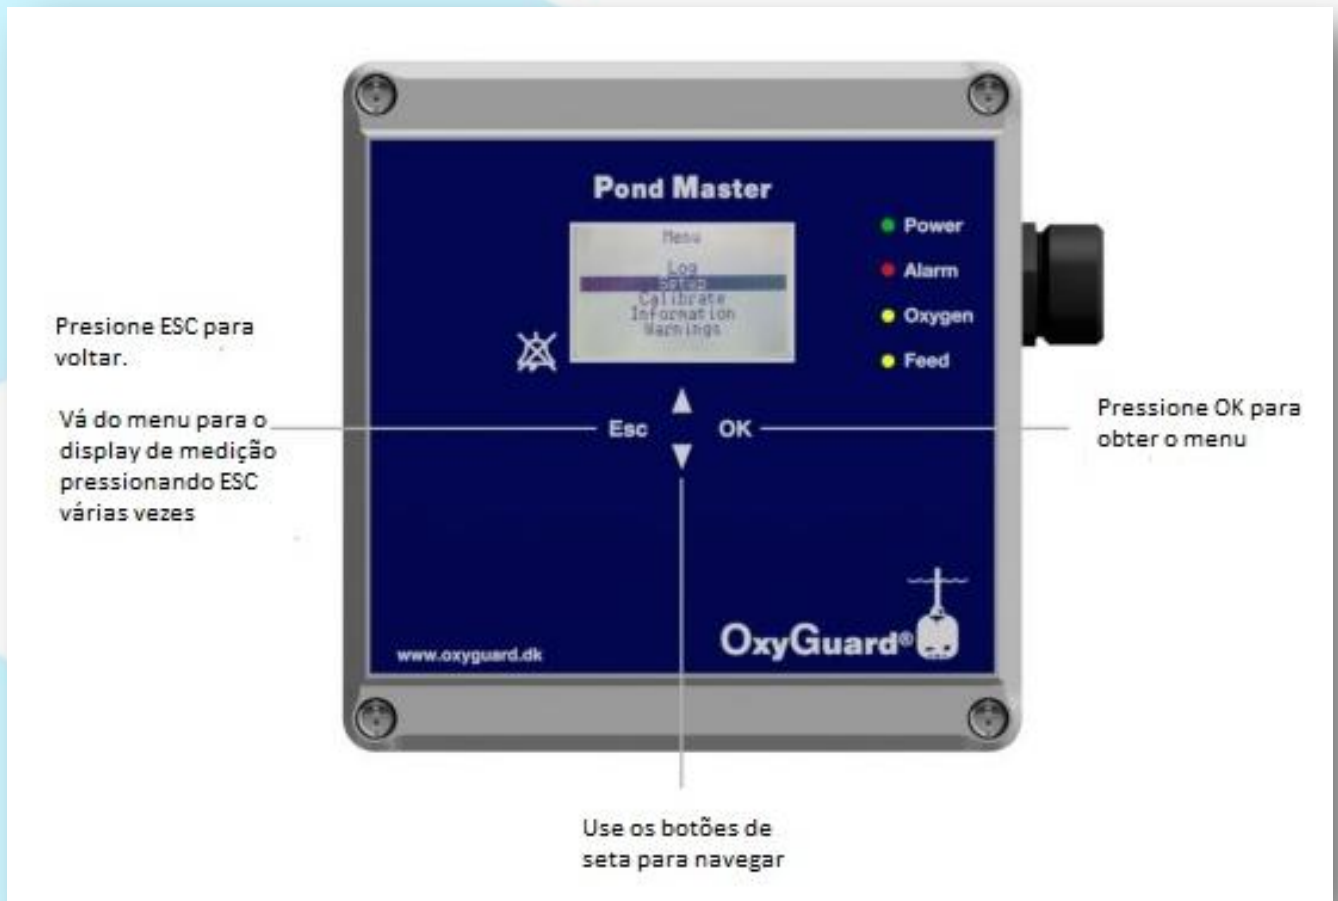 Pond Master
Menu
Log
Setup
Calibrate
Information
Warnings
Power
Alarm
Oxygen
Feed
Presione ESC para
voltar.
Vá do menu para o
display de medição
pressionando ESC
várias vezes
Esc
OK
Pressione OK para
obter o menu
www.oxyguard.dk
OxyGuard®
Use os botões de
seta para navegar